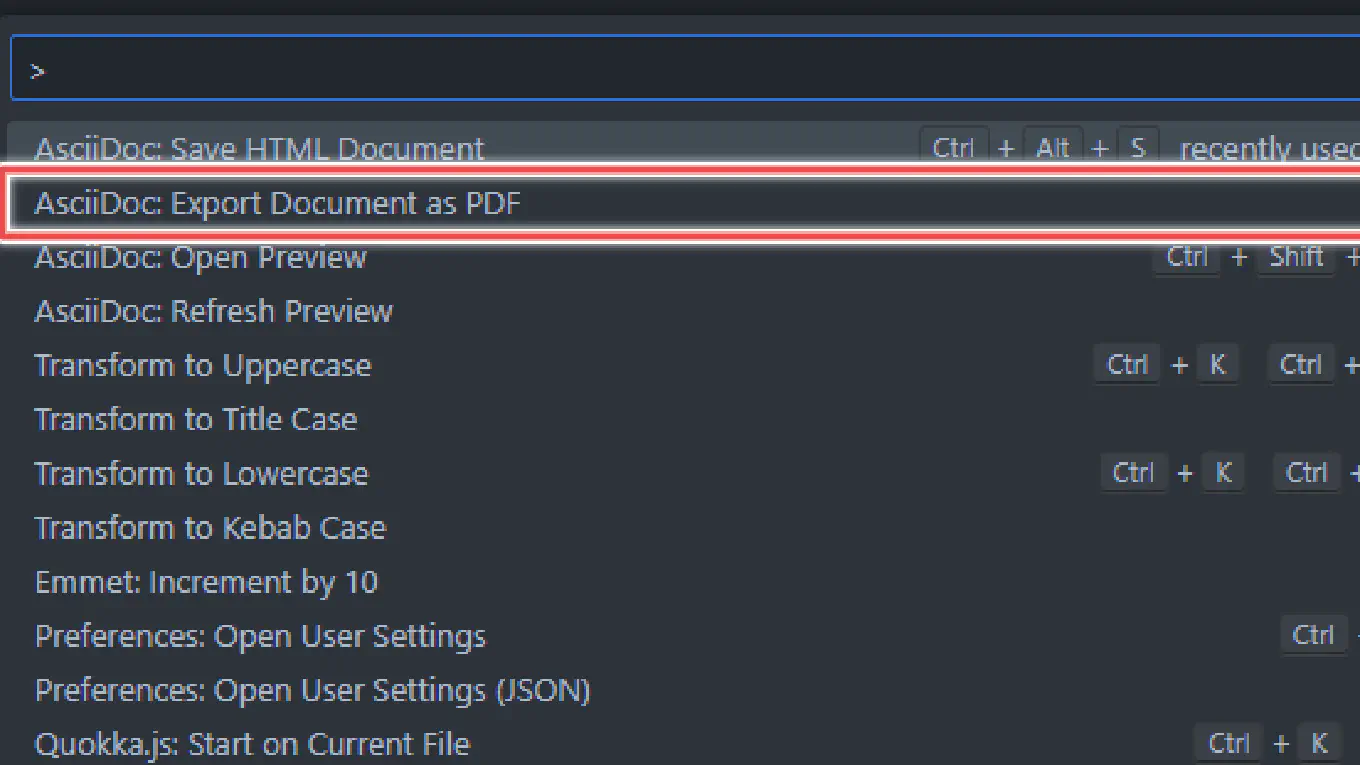 >
AsciiDoc: Save HTML Document Ctrl + Alt + S recently used
AsciiDoc: Export Document as PDF
AsciiDoc: Open Preview Ctrl + Shift +
AsciiDoc: Refresh Preview
Transform to Uppercase Ctrl + K Ctrl +
Transform to Title Case
Transform to Lowercase Ctrl + K Ctrl +
Transform to Kebab Case
Emmet: Increment by 10
Preferences: Open User Settings Ctrl
Preferences: Open User Settings (JSON)
Quokka.js: Start on Current File Ctrl + K